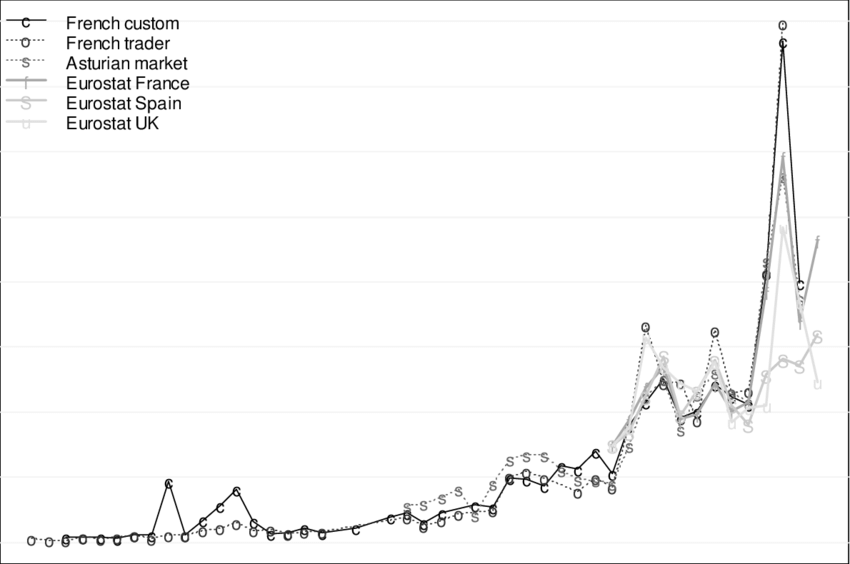 C French custom
O French trader
S Asturian market
f Eurostat France
S Eurostat Spain
u Eurostat UK